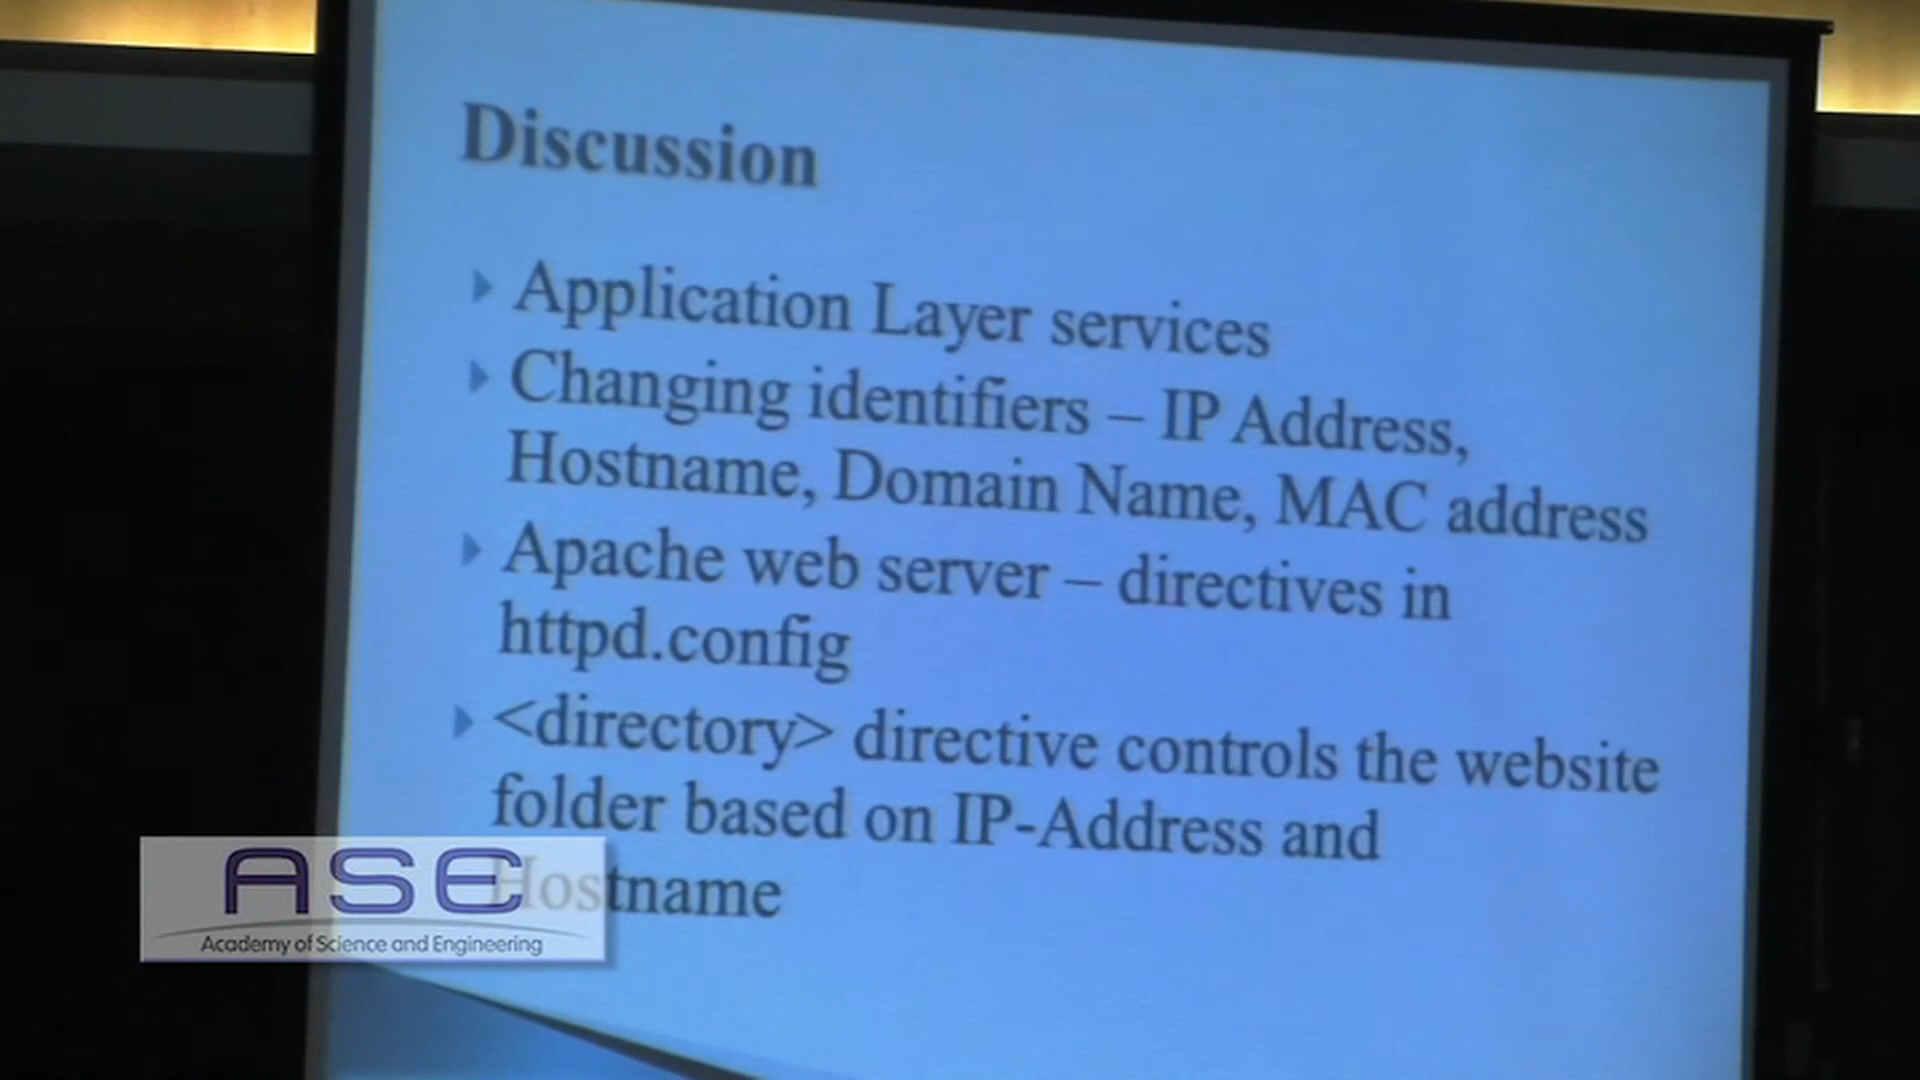 Discussion
Application Layer services
Changing identifiers – IP Address,
Hostname, Domain Name, MAC address
Apache web server – directives in
httpd.config
<directory> directive controls the website
folder based on IP-Address and
Hostname
ASE
Academy of Science and Engineering